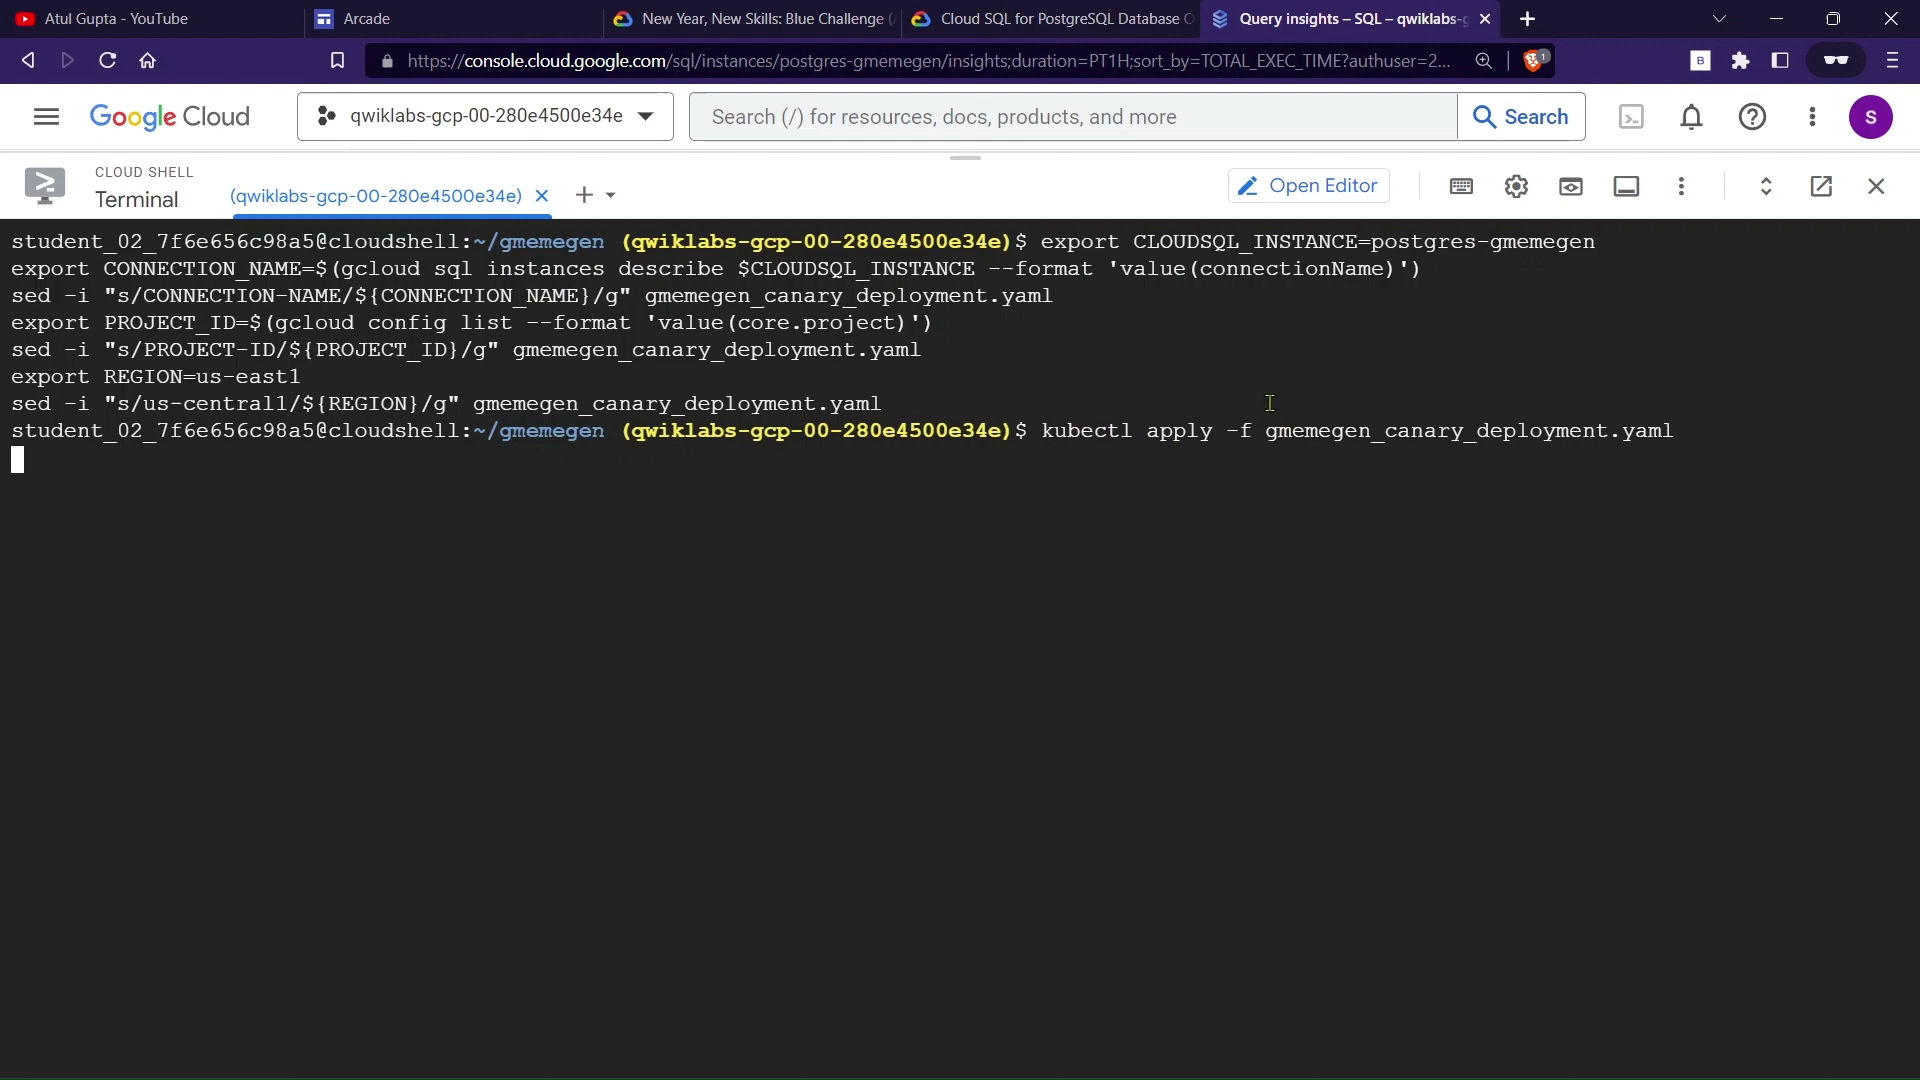 Atul Gupta - YouTube
Arcade
New Year, New Skills: Blue Challenge (
Cloud SQL for PostgreSQL Database O
Query insights – SQL – qwiklabs-g
https://console.cloud.google.com/sql/instances/postgres-gmemegen/insights;duration=PT1H;sort_by=TOTAL_EXEC_TIME?authuser=2...
1
B
Google Cloud
qwiklabs-gcp-00-280e4500e34e
Search (/) for resources, docs, products, and more
Search
S
CLOUD SHELL
Terminal
(qwiklabs-gcp-00-280e4500e34e)
Open Editor
student_02_7f6e656c98a5@cloudshell:~/gmemegen (qwiklabs-gcp-00-280e4500e34e)$ export CLOUDSQL_INSTANCE=postgres-gmemegen
export CONNECTION_NAME=$(gcloud sql instances describe $CLOUDSQL_INSTANCE --format 'value(connectionName)')
sed -i "s/CONNECTION-NAME/${CONNECTION_NAME}/g" gmemegen_canary_deployment.yaml
export PROJECT_ID=$(gcloud config list --format 'value(core.project)')
sed -i "s/PROJECT-ID/${PROJECT_ID}/g" gmemegen_canary_deployment.yaml
export REGION=us-east1
sed -i "s/us-central1/${REGION}/g" gmemegen_canary_deployment.yaml
student_02_7f6e656c98a5@cloudshell:~/gmemegen (qwiklabs-gcp-00-280e4500e34e)$ kubectl apply -f gmemegen_canary_deployment.yaml